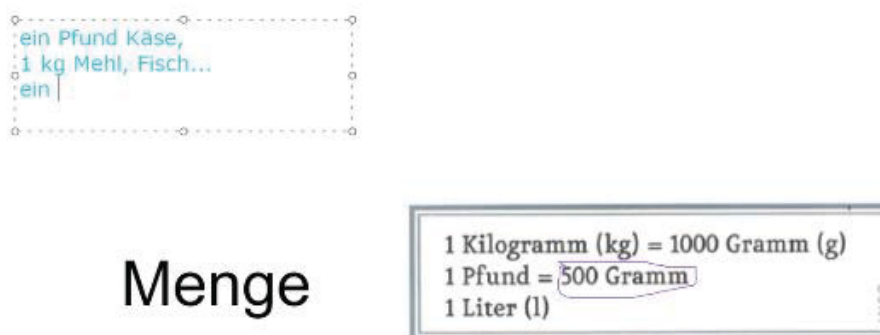 ein Pfund Käse,
1 kg Mehl, Fisch...
ein
Menge
1 Kilogramm (kg) = 1000 Gramm (g)
1 Pfund = 500 Gramm
1 Liter (l)